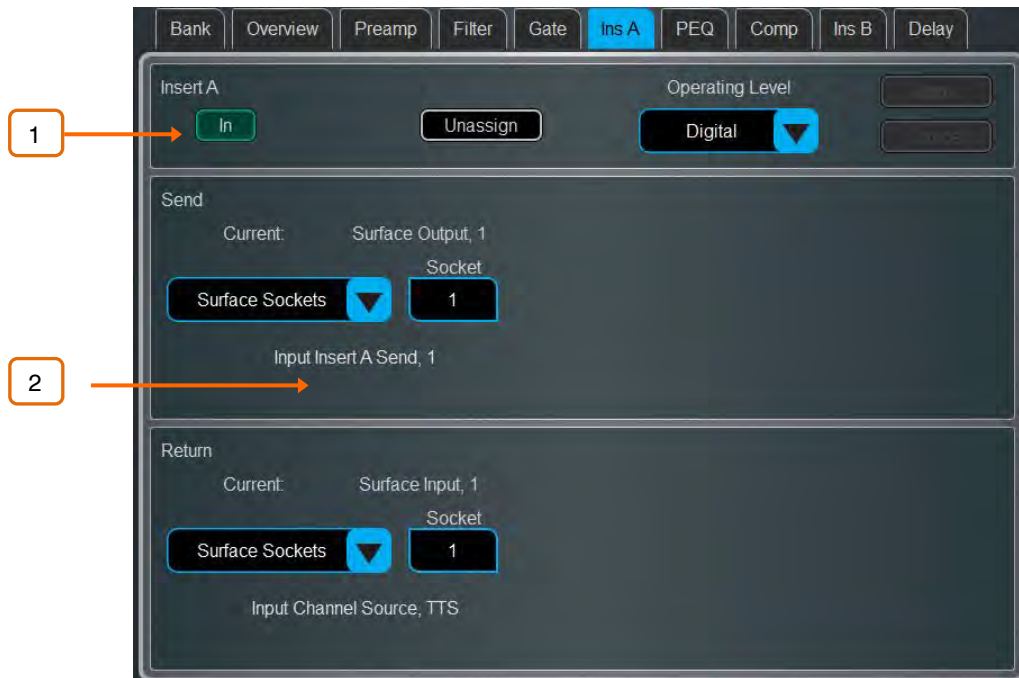 Bank Overview Preamp Filter Gate Ins A PEQ Comp Ins B Delay
Insert A Operating Level
1 In Unassign Digital
Send
Current: Surface Output, 1
Socket
Surface Sockets 1
Input Insert A Send, 1
2
Return
Current: Surface Input, 1
Socket
Surface Sockets 1
Input Channel Source, TTS